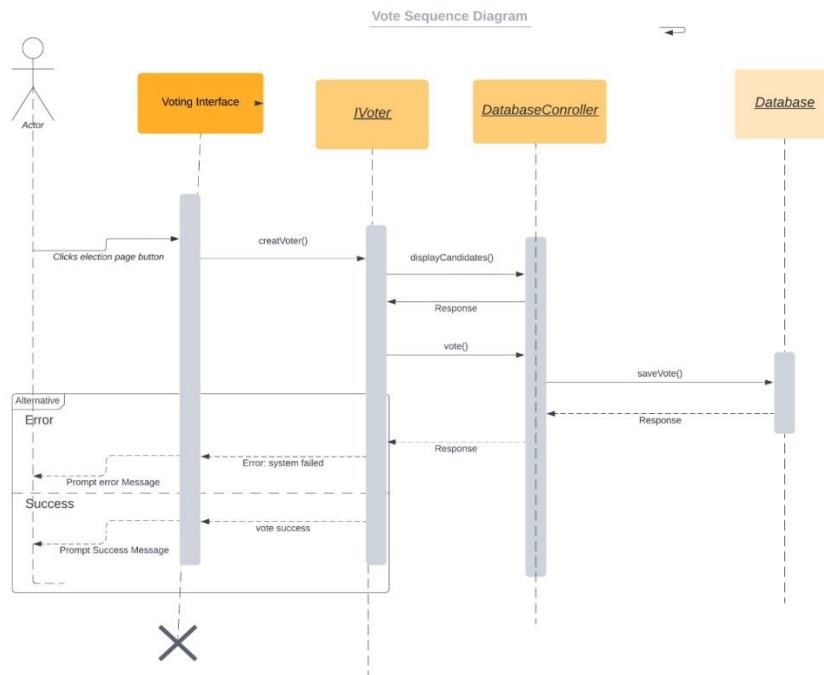 Vote Sequence Diagram
Voting Interface
IVoter
DatabaseConroller
Database
Actor
Clicks election page button
creatVoter()
displayCandidates()
Response
vote()
saveVote()
Response
Alternative
Error
Response
Error: system failed
Prompt error Message
Success
vote success
Prompt Success Message